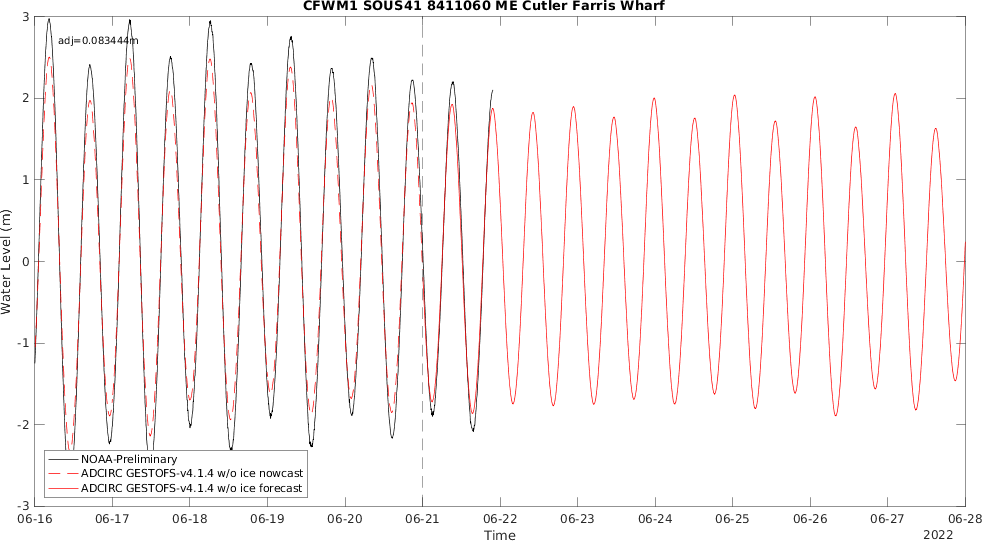 CFWM1 SOUS41 8411060 ME Cutler Farris Wharf
adj=0.083444m
3
2
1
0
-1
-2
-3
Water Level (m)
NOAA-Preliminary
ADCIRC GESTOFS-v4.1.4 w/o ice nowcast
ADCIRC GESTOFS-v4.1.4 w/o ice forecast
06-16 06-17 06-18 06-19 06-20 06-21 06-22 06-23 06-24 06-25 06-26 06-27 06-28
Time
2022